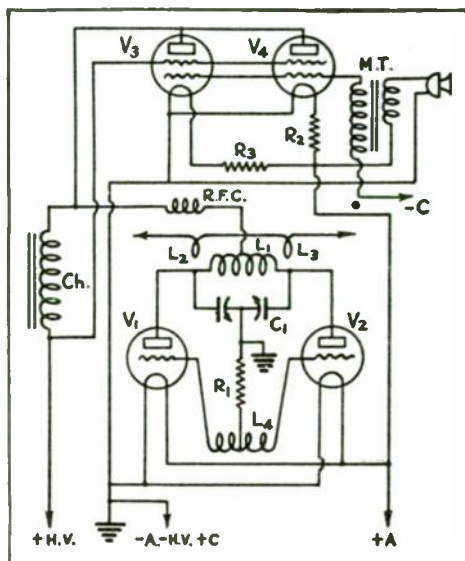 V3 V4 M.T.
R2
R3
R.F.C. -C
L2 L1 L3
Ch.
V1 C1 V2
R1
L4
+H.V. -A.-H.V.+C +A